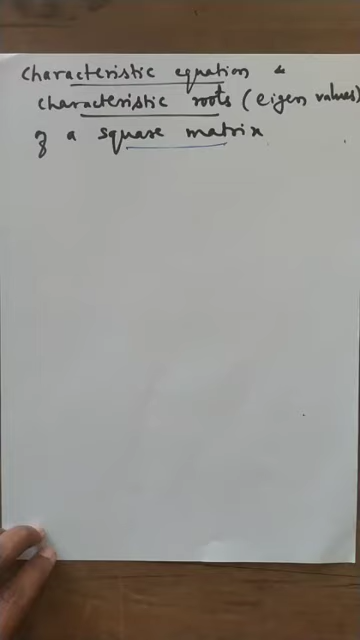 characteristic equation &
characteristic roots (eigen values)
of a square matrix